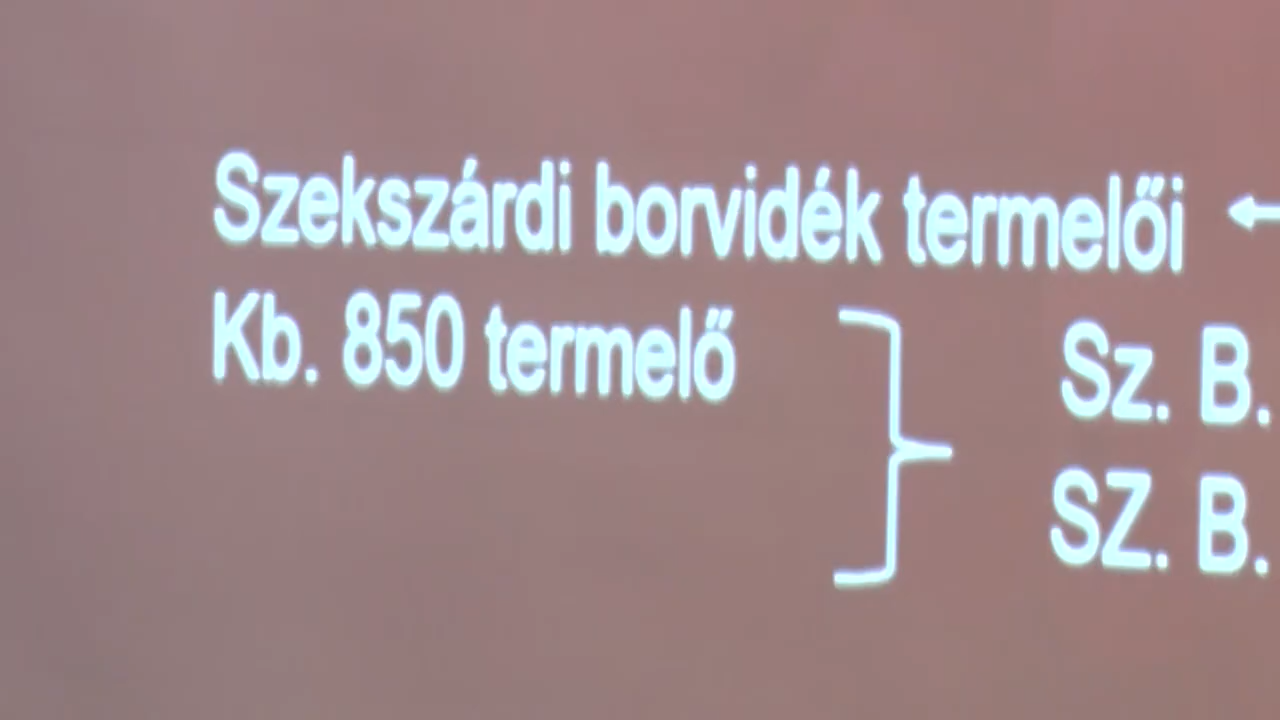 Szekszárdi borvidék termelői
Kb. 850 termelő
Sz. B.
SZ. B.